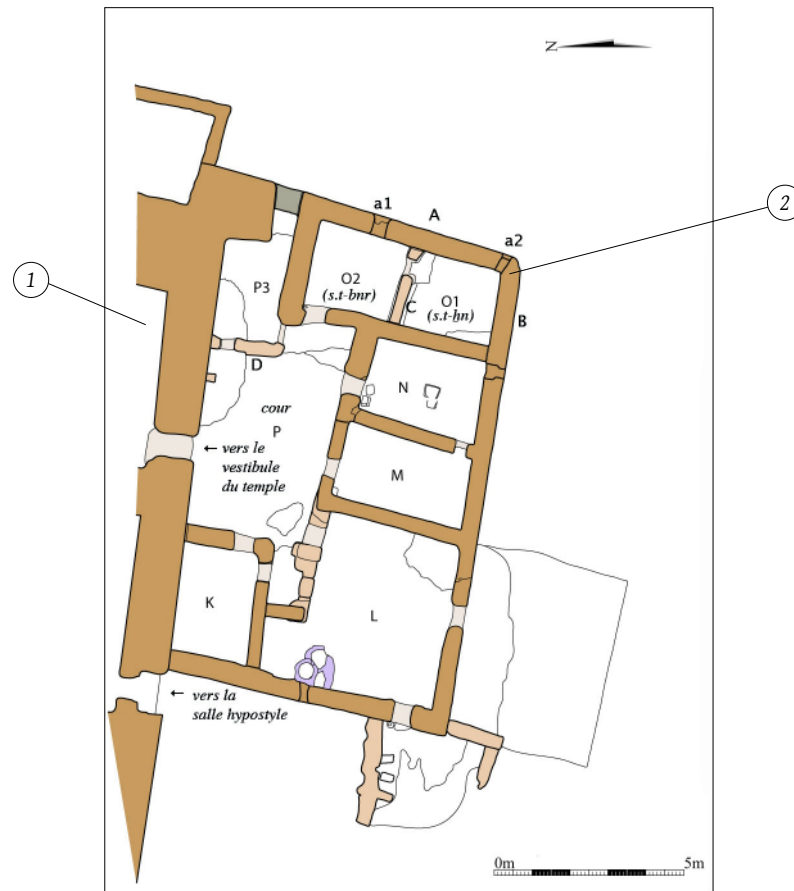 N
a1
A
2
a2
1
P3
O2
(s.t-bnr)
O1
(s.t-ḥn)
C
B
D
N
cour
P
← vers le
vestibule
du temple
M
K
L
← vers la
salle hypostyle
0m
5m